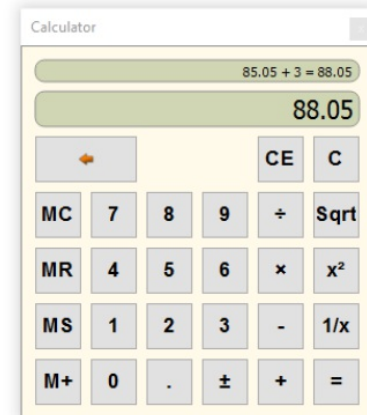 Calculator
85.05 + 3 = 88.05
88.05
CE C
MC 7 8 9 ÷ Sqrt
MR 4 5 6 × x²
MS 1 2 3 - 1/x
M+ 0 . ± + =